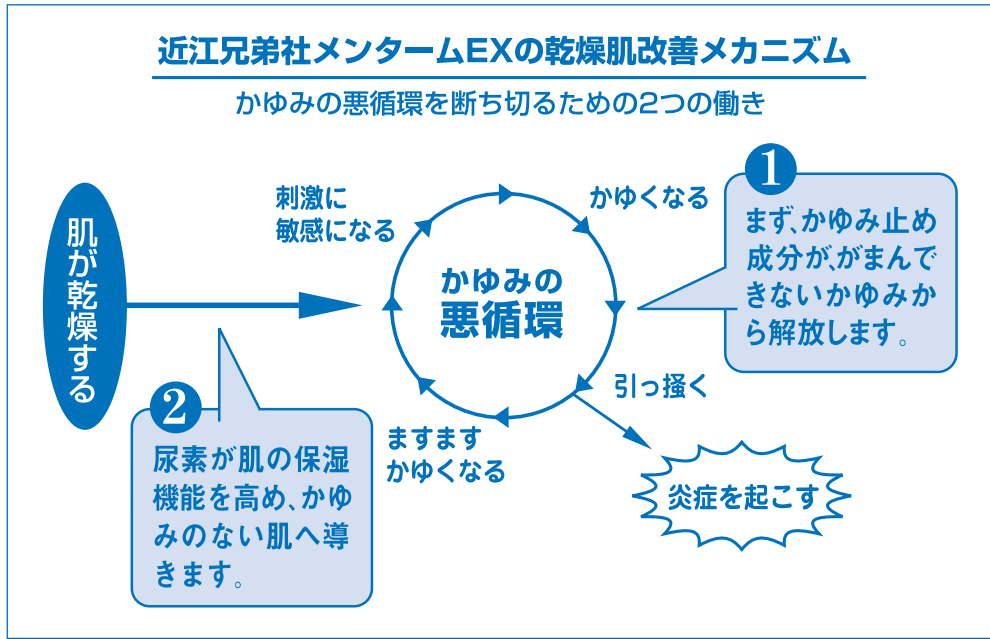 近江兄弟社メンタームEXの乾燥肌改善メカニズム
かゆみの悪循環を断ち切るための2つの働き
肌が乾燥する
刺激に
敏感になる
かゆくなる
かゆみの
悪循環
引っ掻く
ますます
かゆくなる
炎症を起こす
1
まず、かゆみ止め
成分が、がまんで
きないかゆみか
ら解放します。
2
尿素が肌の保湿
機能を高め、かゆ
みのない肌へ導
きます。